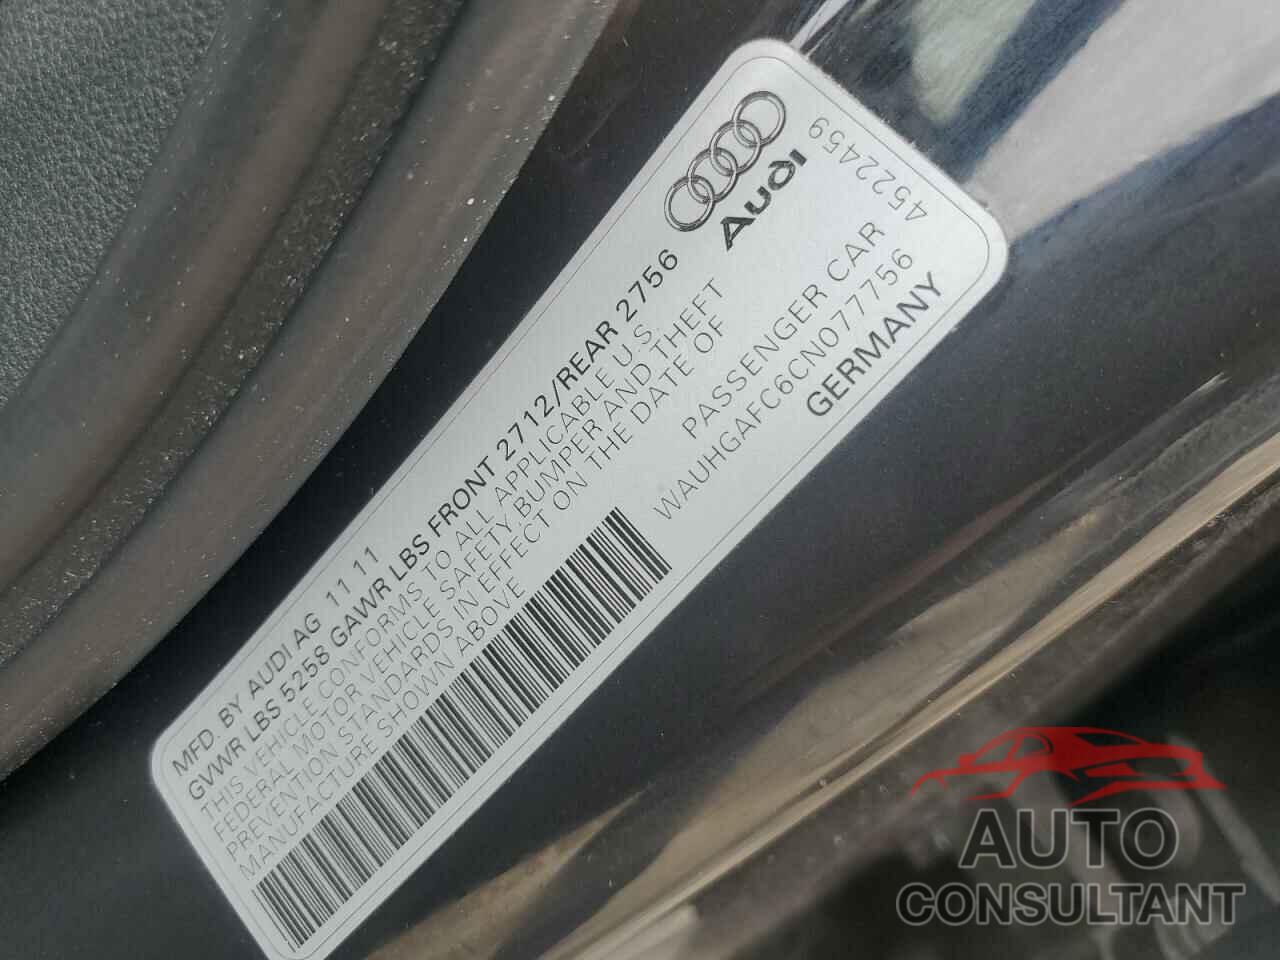 MFD. BY AUDI AG 11 11
GVWR LBS 5258 GAWR LBS FRONT 2712/REAR 2756
THIS VEHICLE CONFORMS TO ALL APPLICABLE U.S.
FEDERAL MOTOR VEHICLE SAFETY,BUMPER AND THEFT
PREVENTION STANDARDS IN EFFECT ON THE DATE OF
MANUFACTURE SHOWN ABOVE
Audi
4522459
PASSENGER CAR
WAUHGAFC6CN077756
GERMANY
AUTO
CONSULTANT